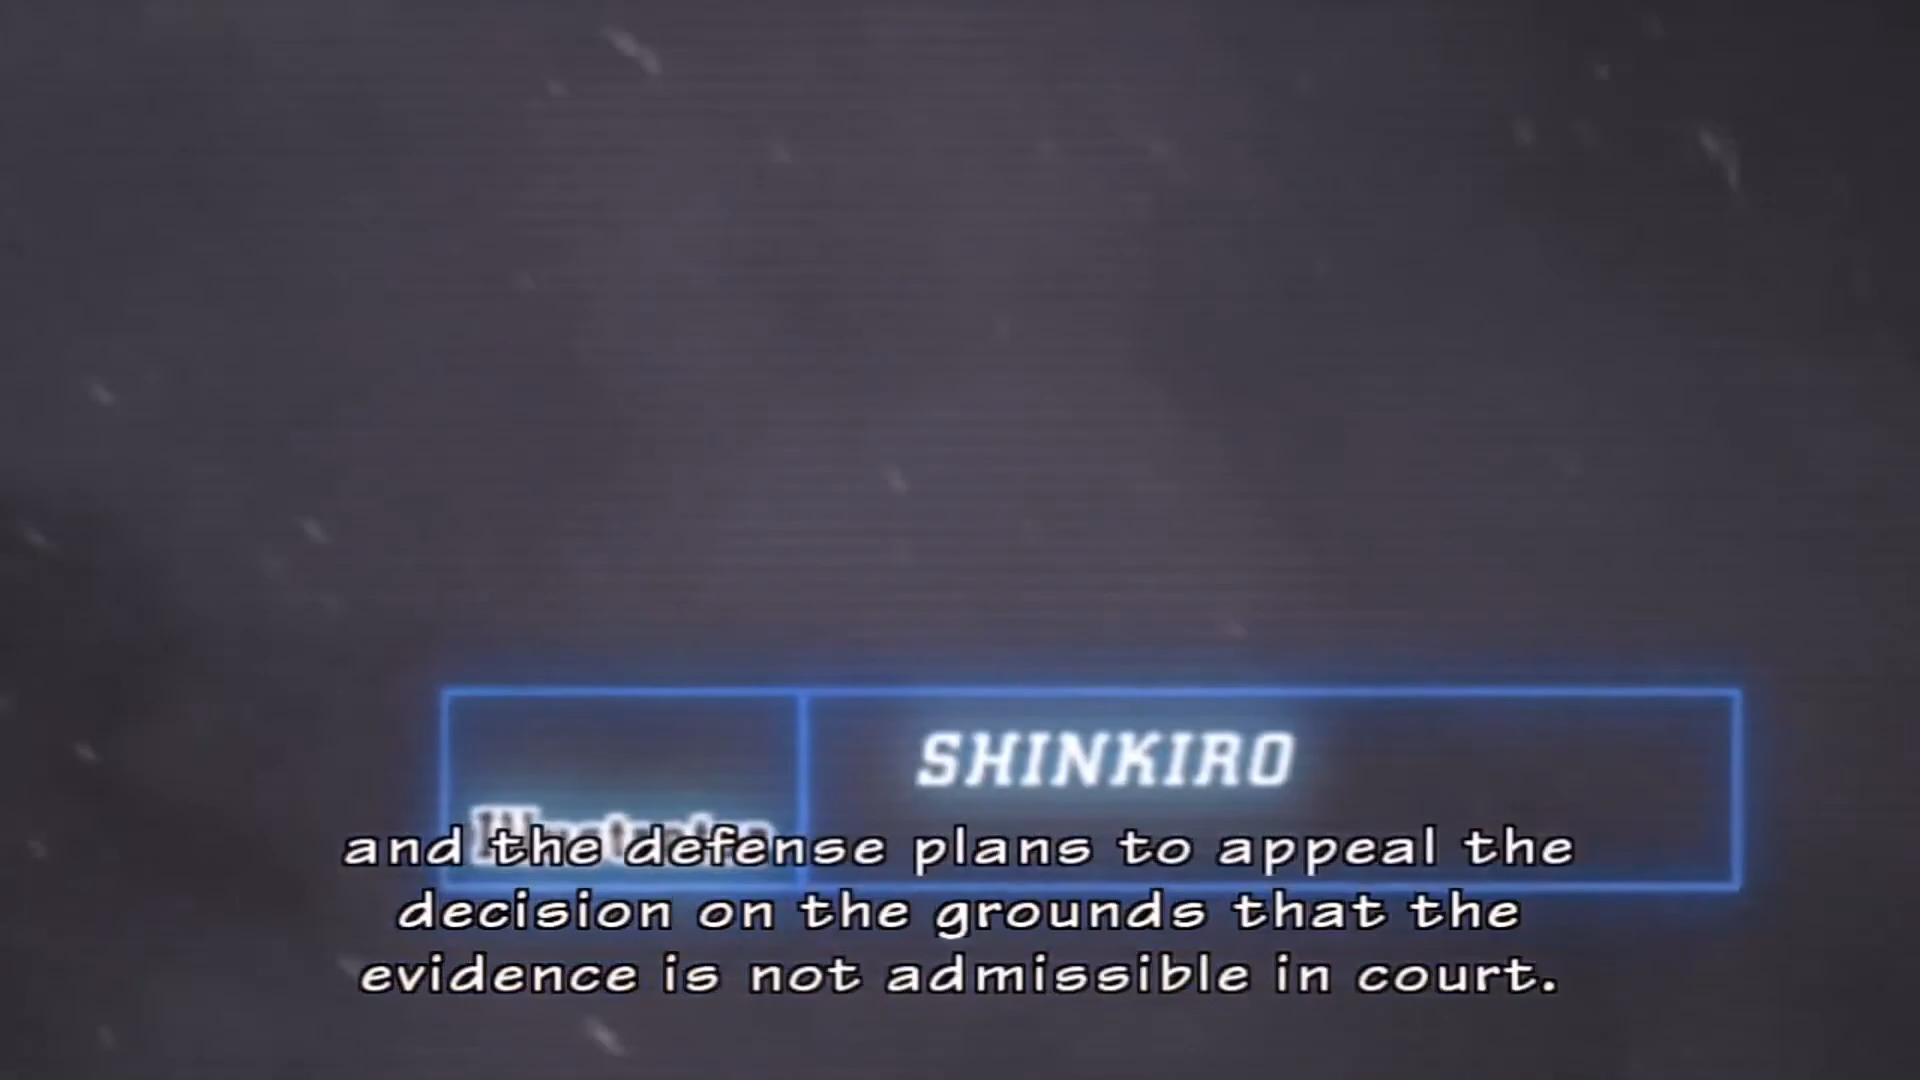 SHINKIRO
and the defense plans to appeal the
decision on the grounds that the
evidence is not admissible in court.